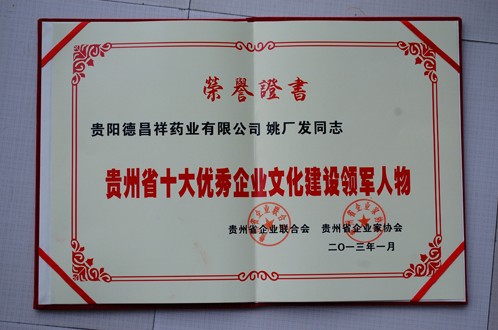 榮譽證書
贵阳德昌祥药业有限公司 姚厂发同志
贵州省十大优秀企业文化建设领军人物
贵州省企业联合会 贵州省企业家协会
二〇一三年一月